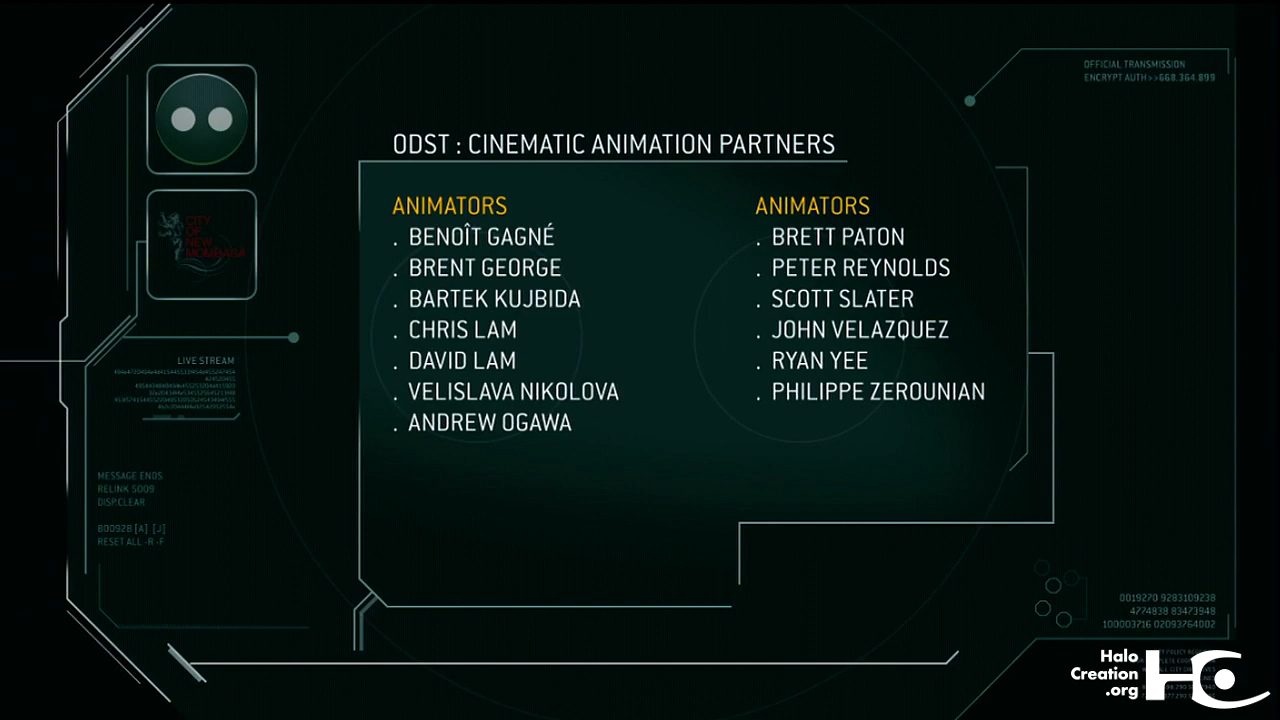 OFFICIAL TRANSMISSION
ENCRYPT AUTH>>668.364.899
ODST : CINEMATIC ANIMATION PARTNERS
ANIMATORS
. BENOÎT GAGNÉ
. BRENT GEORGE
. BARTEK KUJBIDA
. CHRIS LAM
. DAVID LAM
. VELISLAVA NIKOLOVA
. ANDREW OGAWA
ANIMATORS
. BRETT PATON
. PETER REYNOLDS
. SCOTT SLATER
. JOHN VELAZQUEZ
. RYAN YEE
. PHILIPPE ZEROUNIAN
CITY
OF
NEW
MOMBASA
LIVE STREAM
MESSAGE ENDS
RELINK 5009
DISP.CLEAR
800928 [A] [J]
RESET ALL -R -F
0019270 9283109238
4774838 83473948
100003716 02093764002
Halo
Creation
.org
HC